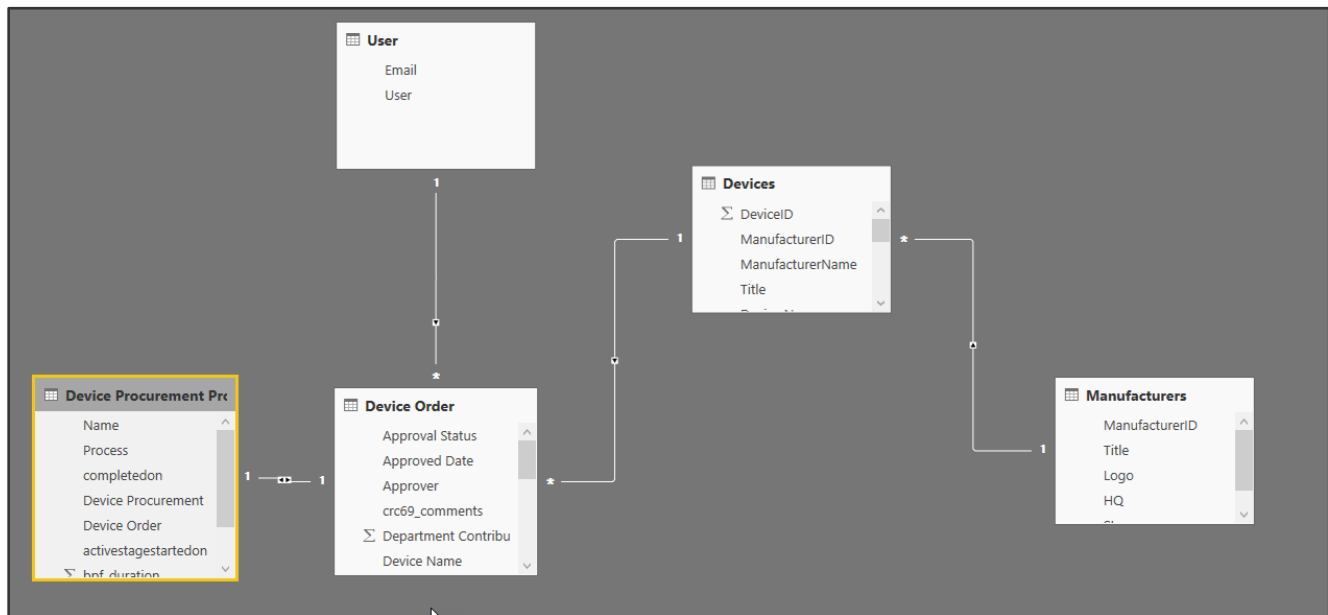 User
Email
User
1
Devices
DeviceID
ManufacturerID
ManufacturerName
Title
1
*
*
Device Procurement Pro
Name
Process
completedon
Device Procurement
Device Order
activestagestartedon
bpf_duration
1
1
Device Order
Approval Status
Approved Date
Approver
crc69_comments
Department Contribu
Device Name
*
Manufacturers
ManufacturerID
Title
Logo
HQ
1